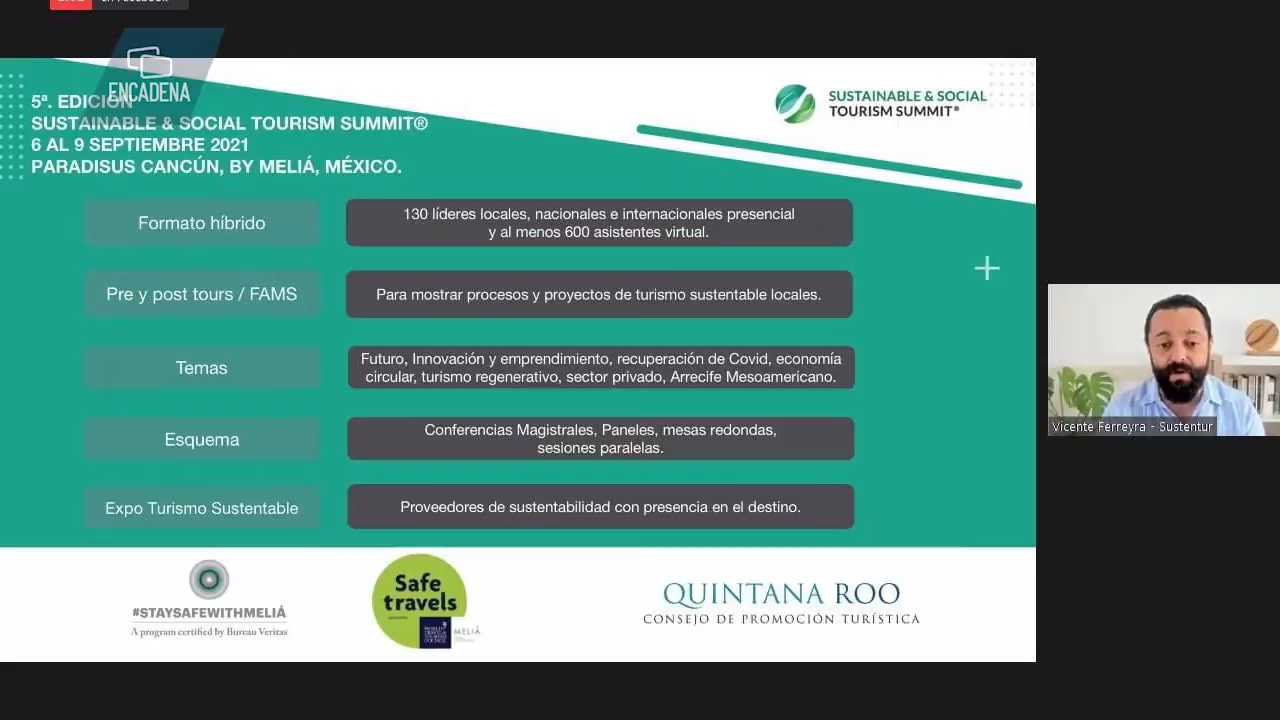 ENCADENA
5ª. EDICIÓN
SUSTAINABLE & SOCIAL TOURISM SUMMIT®
6 AL 9 SEPTIEMBRE 2021
PARADISUS CANCÚN, BY MELIÁ, MÉXICO.
SUSTAINABLE & SOCIAL
TOURISM SUMMIT®
Formato híbrido
130 líderes locales, nacionales e internacionales presencial
y al menos 600 asistentes virtual.
Pre y post tours / FAMS
Para mostrar procesos y proyectos de turismo sustentable locales.
Temas
Futuro, Innovación y emprendimiento, recuperación de Covid, economía
circular, turismo regenerativo, sector privado, Arrecife Mesoamericano.
Esquema
Conferencias Magistrales, Paneles, mesas redondas,
sesiones paralelas.
Expo Turismo Sustentable
Proveedores de sustentabilidad con presencia en el destino.
Vicente Ferreyra - Sustentur
#STAYSAFEWITHMELIÁ
A program certified by Bureau Veritas
Safe
travels
MELIÁ
QUINTANA ROO
CONSEJO DE PROMOCIÓN TURÍSTICA